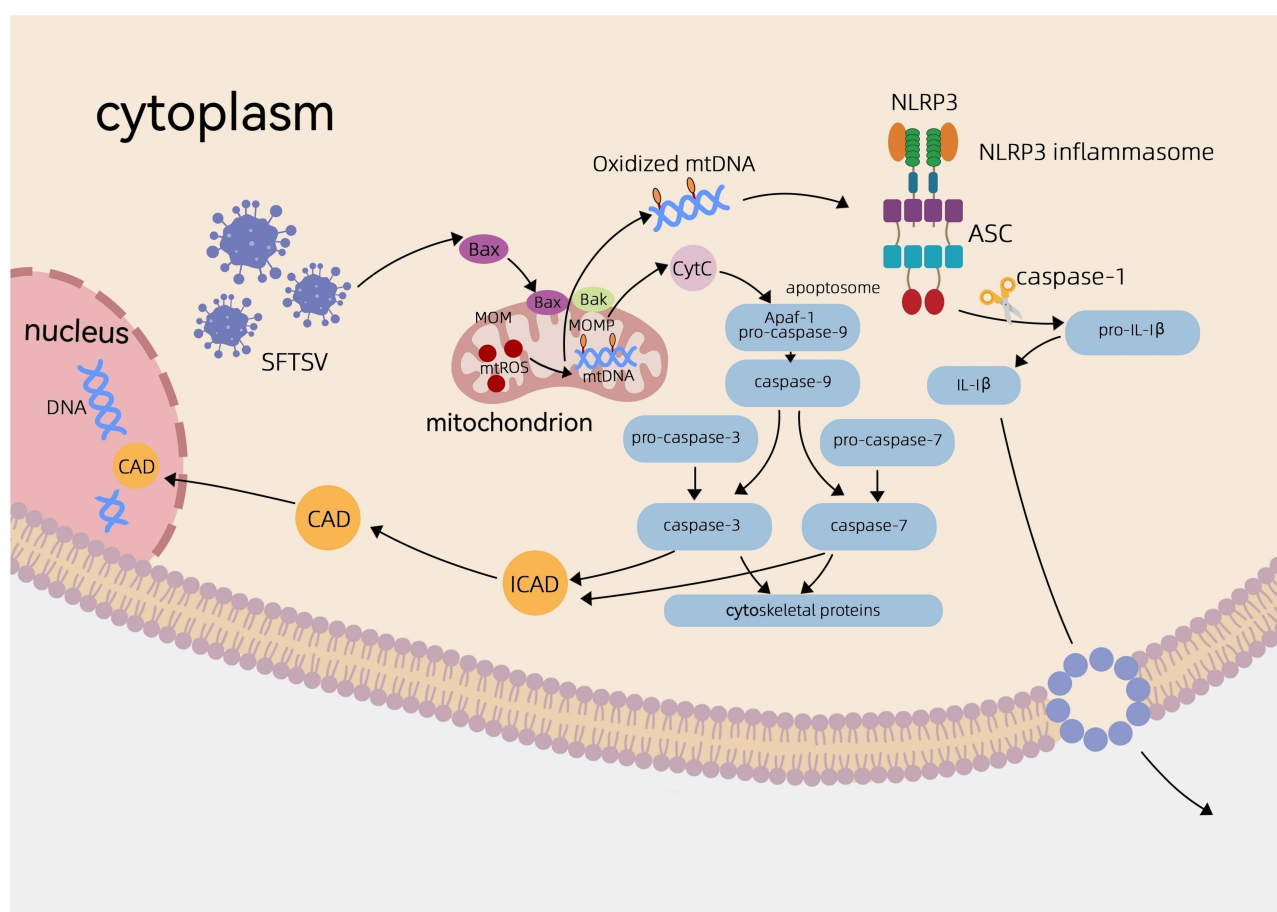 cytoplasm
NLRP3
NLRP3 inflammasome
Oxidized mtDNA
ASC
Bax
CytC
caspase-1
apoptosome
Bax
Bak
MOM
MOMP
Apaf-1
pro-caspase-9
pro-IL-Iβ
nucleus
SFTSV
mtROS
mtDNA
caspase-9
IL-Iβ
DNA
mitochondrion
pro-caspase-3
pro-caspase-7
CAD
CAD
caspase-3
caspase-7
ICAD
cytoskeletal proteins